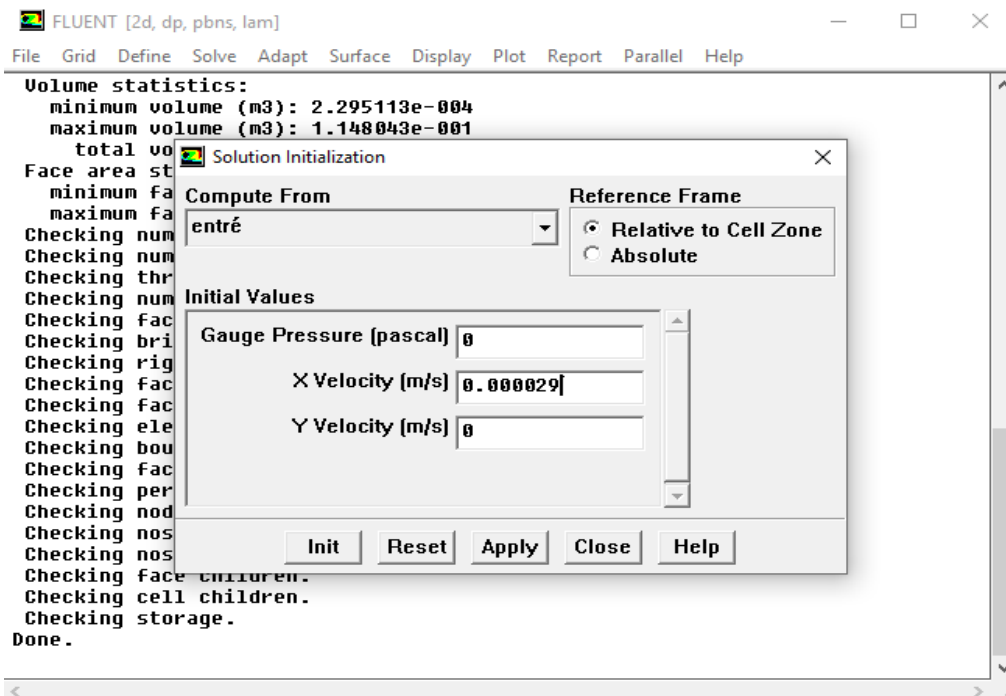 FLUENT [2d, dp, pbns, lam]
File Grid Define Solve Adapt Surface Display Plot Report Parallel Help
Volume statistics:
minimum volume (m3): 2.295113e-004
maximum volume (m3): 1.148043e-001
total vo
Face area st
minimum fa
maximum fa
Checking num
Checking num
Checking thr
Checking num
Checking fac
Checking bri
Checking rig
Checking fac
Checking fac
Checking ele
Checking bou
Checking fac
Checking per
Checking nod
Checking nos
Checking nos
Checking face children.
Checking cell children.
Checking storage.
Done.
Solution Initialization
Compute From
entré
Reference Frame
Relative to Cell Zone
Absolute
Initial Values
Gauge Pressure (pascal) 0
X Velocity (m/s) 0.000029
Y Velocity (m/s) 0
Init Reset Apply Close Help